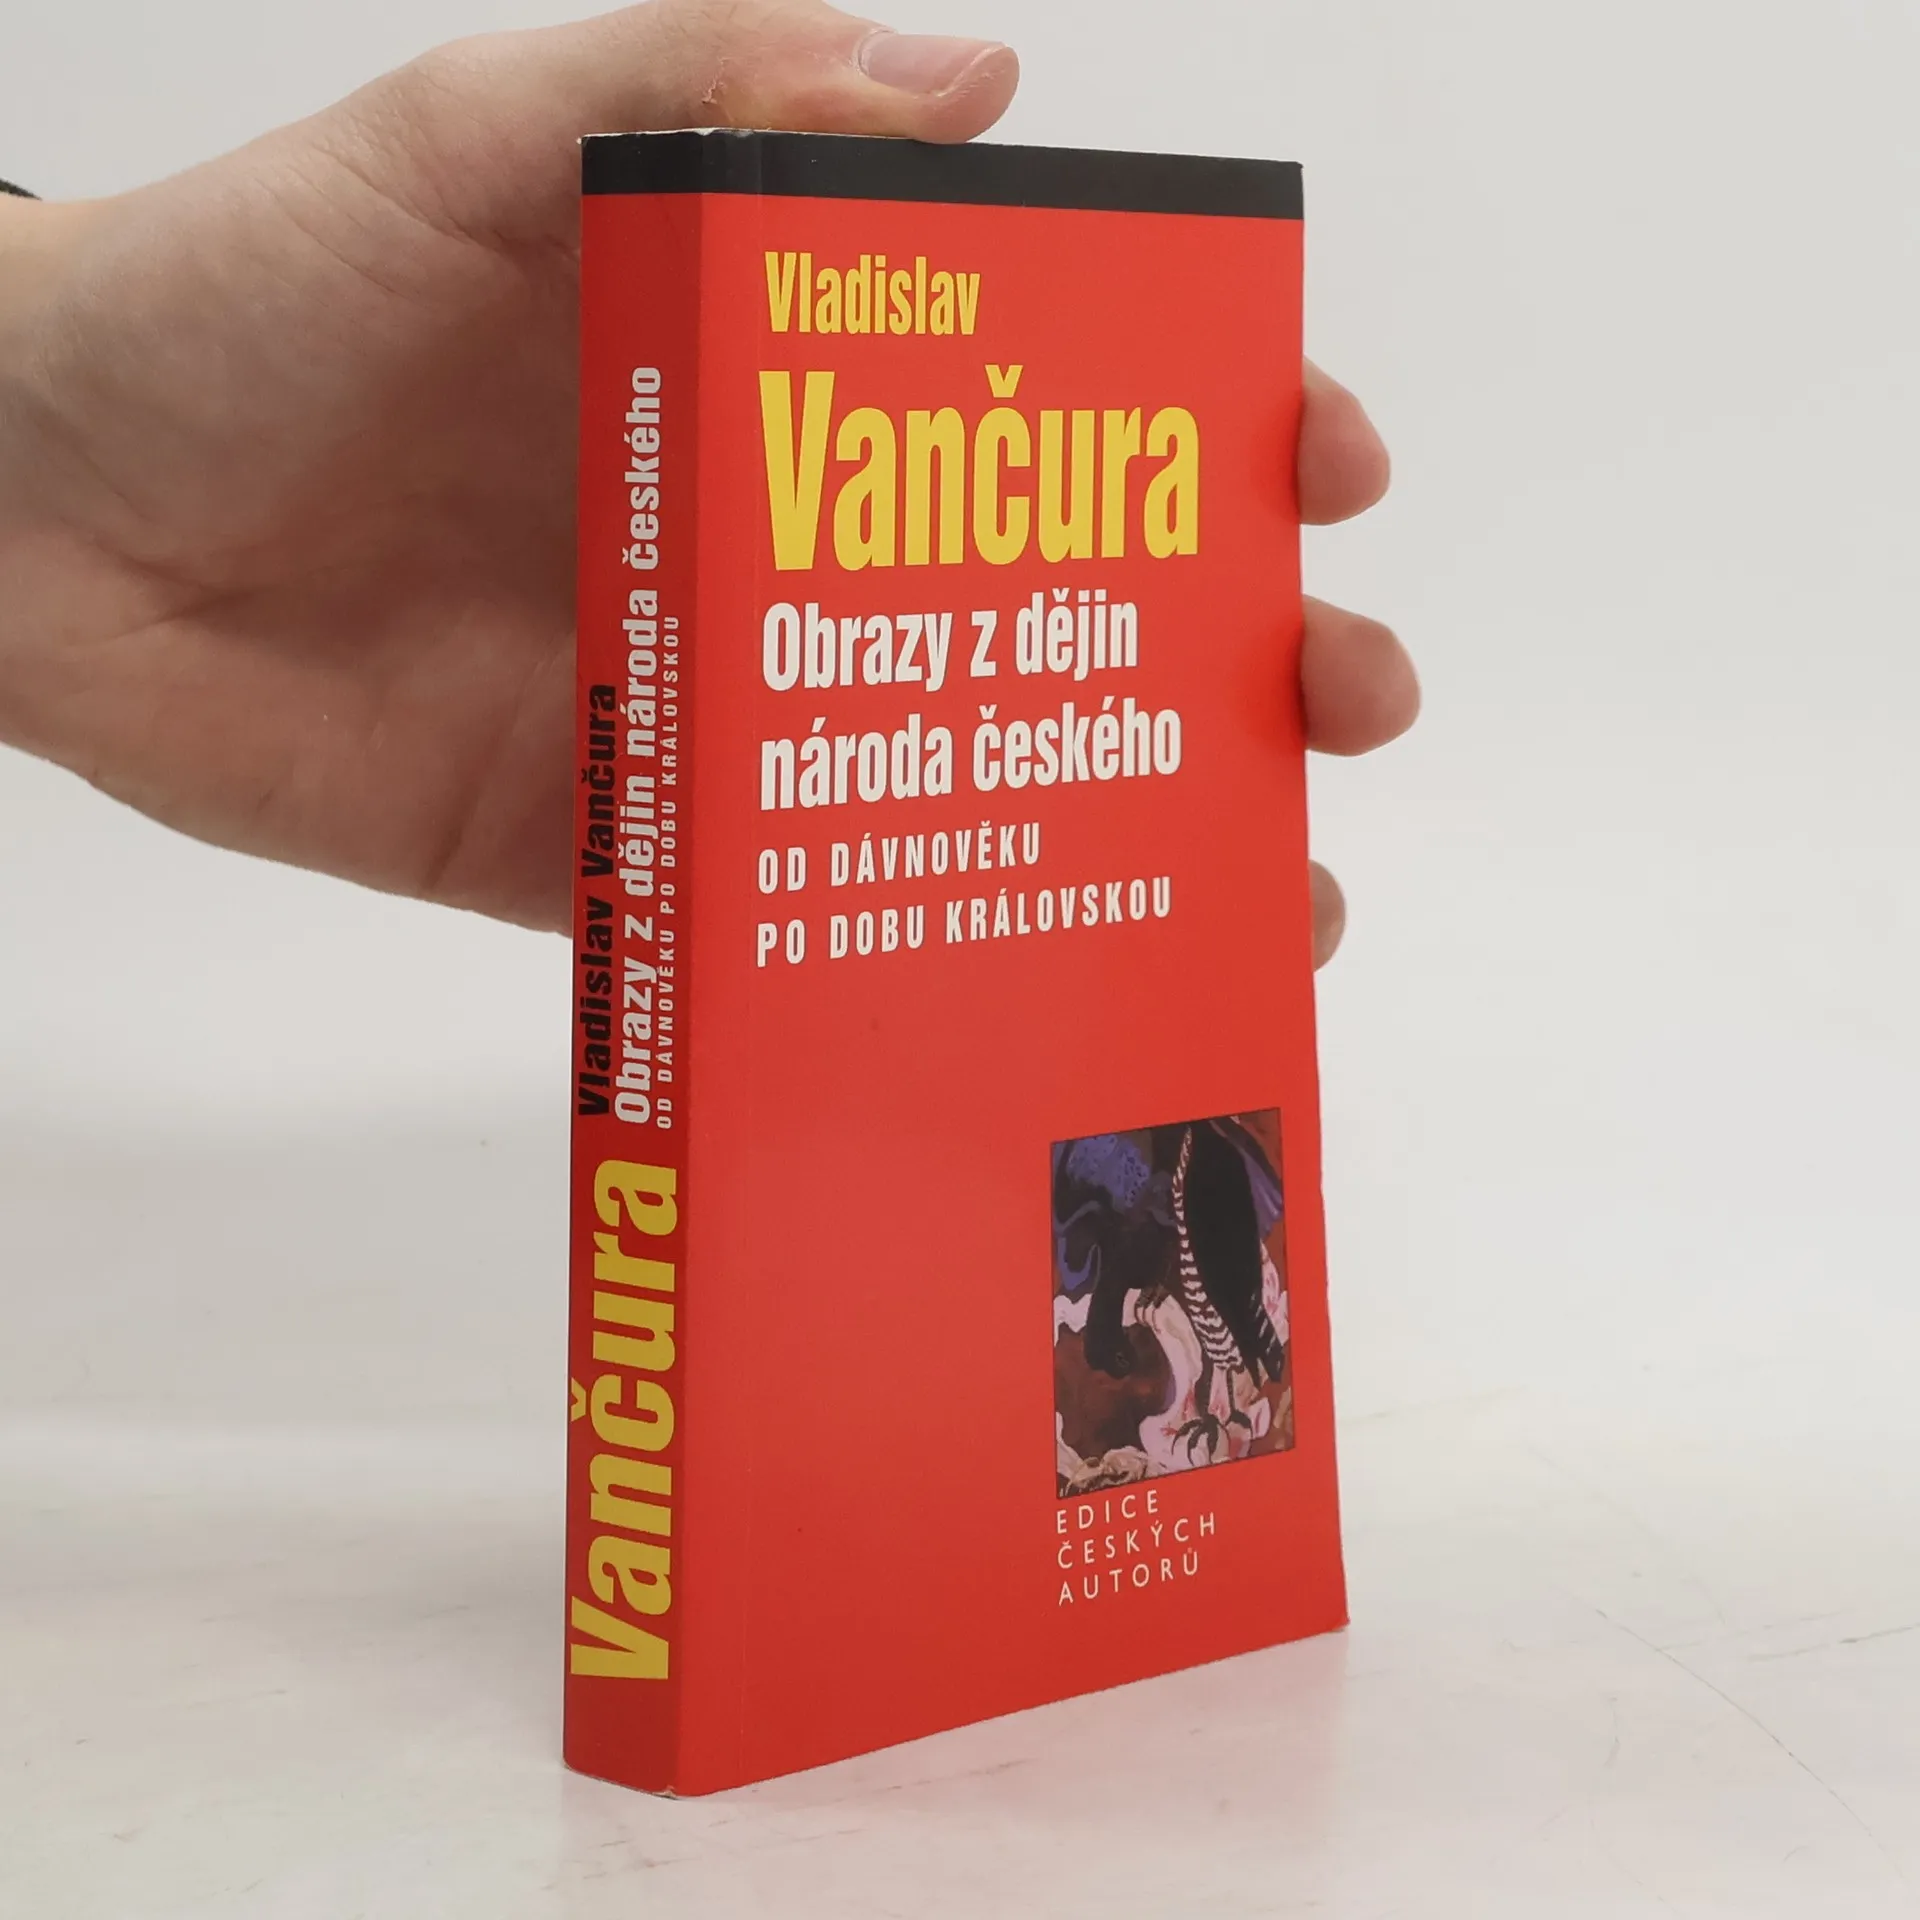 Vladislav
Vančura
Obrazy z dějin
národa českého
OD DÁVNOVĚKU
PO DOBU KRÁLOVSKOU
EDICE
ČESKÝCH
AUTORŮ
Vančura
Vladislav Vančura
Obrazy z dějin národa českého
OD DÁVNOVĚKU PO DOBU KRÁLOVSKOU